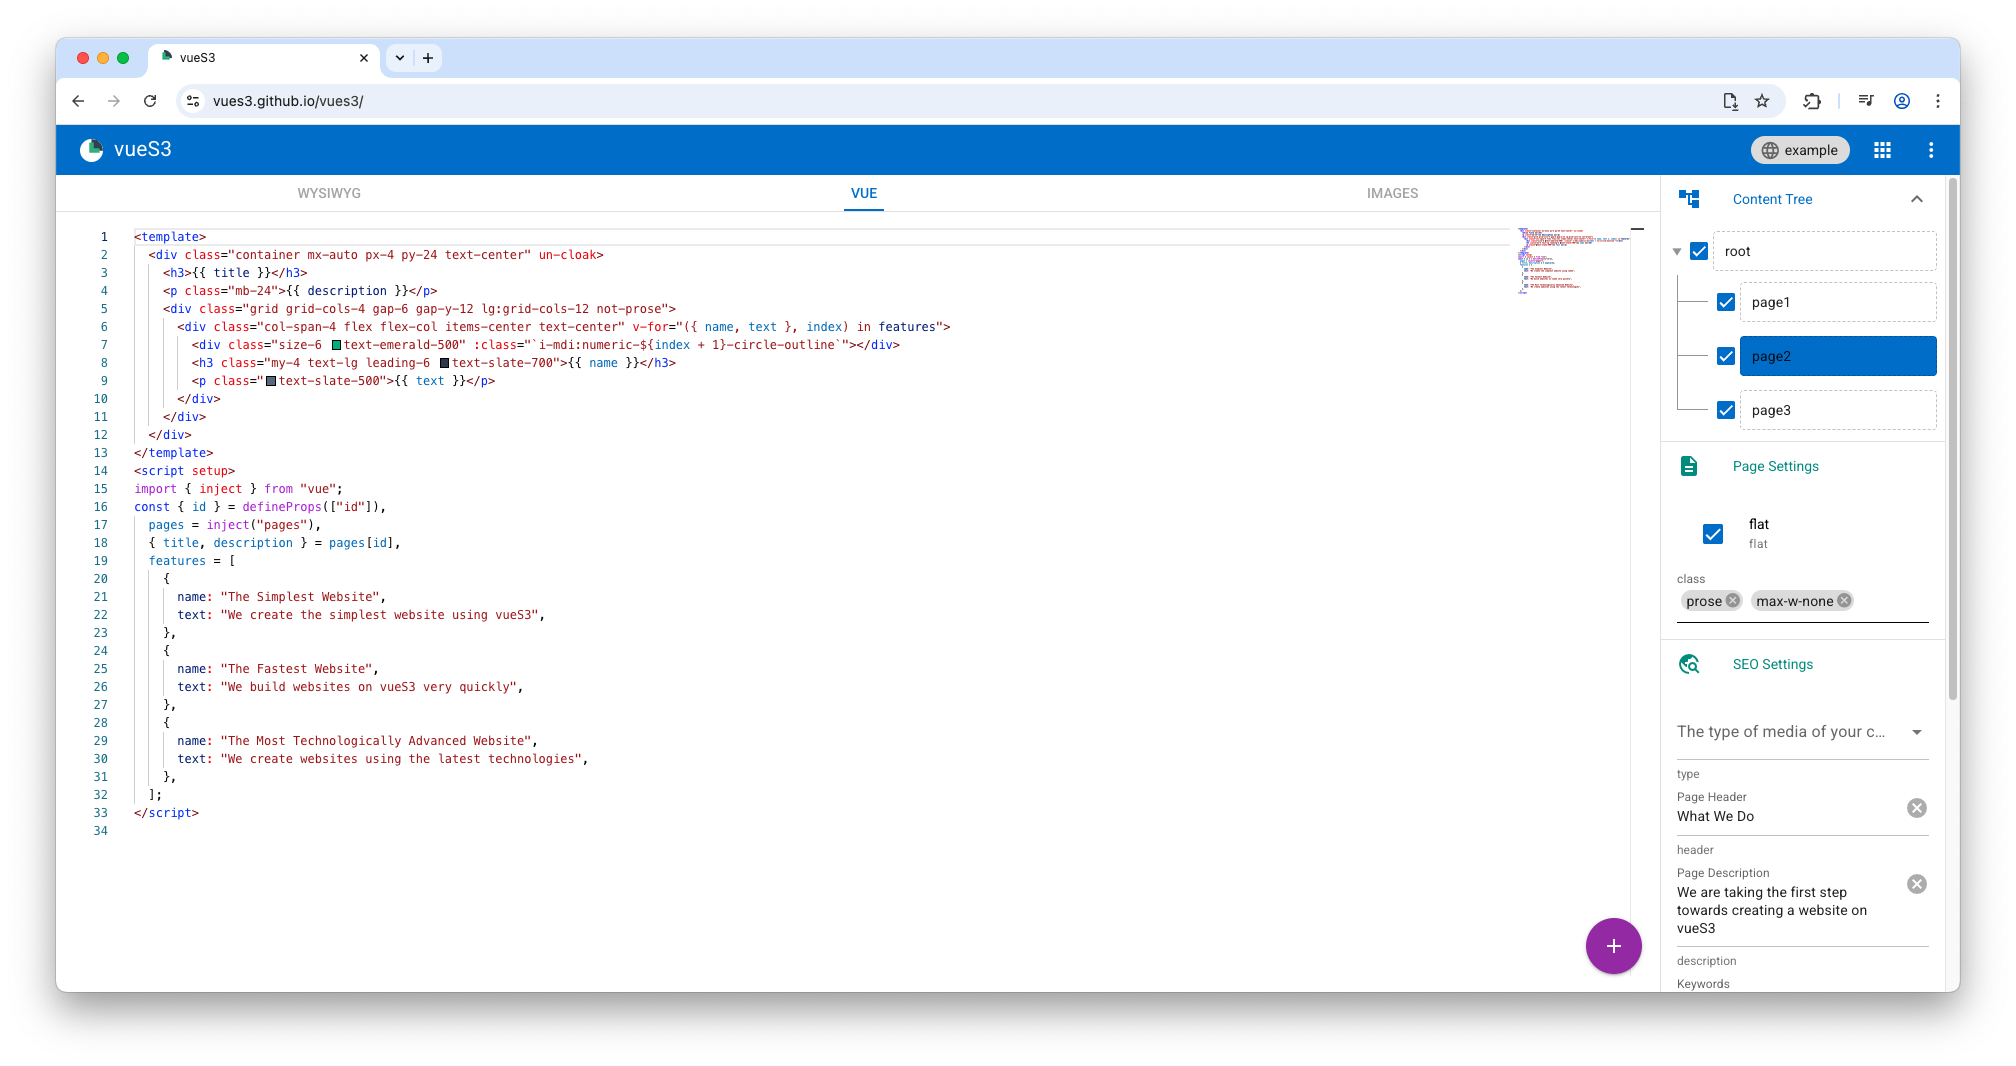 vueS3
vues3.github.io/vues3/
vueS3
example
WYSIWYG
VUE
IMAGES
1 <template>
2 <div class="container mx-auto px-4 py-24 text-center" un-cloak>
3 <h3>{{ title }}</h3>
4 <p class="mb-24">{{ description }}</p>
5 <div class="grid grid-cols-4 gap-6 gap-y-12 lg:grid-cols-12 not-prose">
6 <div class="col-span-4 flex flex-col items-center text-center" v-for="({ name, text }, index) in features">
7 <div class="size-6 text-emerald-500" :class="`i-mdi:numeric-${index + 1}-circle-outline`"></div>
8 <h3 class="my-4 text-lg leading-6 text-slate-700">{{ name }}</h3>
9 <p class="text-slate-500">{{ text }}</p>
10 </div>
11 </div>
12 </div>
13 </template>
14 <script setup>
15 import { inject } from "vue";
16 const { id } = defineProps(["id"]),
17 pages = inject("pages"),
18 { title, description } = pages[id],
19 features = [
20 {
21 name: "The Simplest Website",
22 text: "We create the simplest website using vueS3",
23 },
24 {
25 name: "The Fastest Website",
26 text: "We build websites on vueS3 very quickly",
27 },
28 {
29 name: "The Most Technologically Advanced Website",
30 text: "We create websites using the latest technologies",
31 },
32 ];
33 </script>
34
Content Tree
root
page1
page2
page3
Page Settings
flat
flat
class
prose
max-w-none
SEO Settings
The type of media of your c...
type
Page Header
What We Do
header
Page Description
We are taking the first step
towards creating a website on
vueS3
description
Keywords